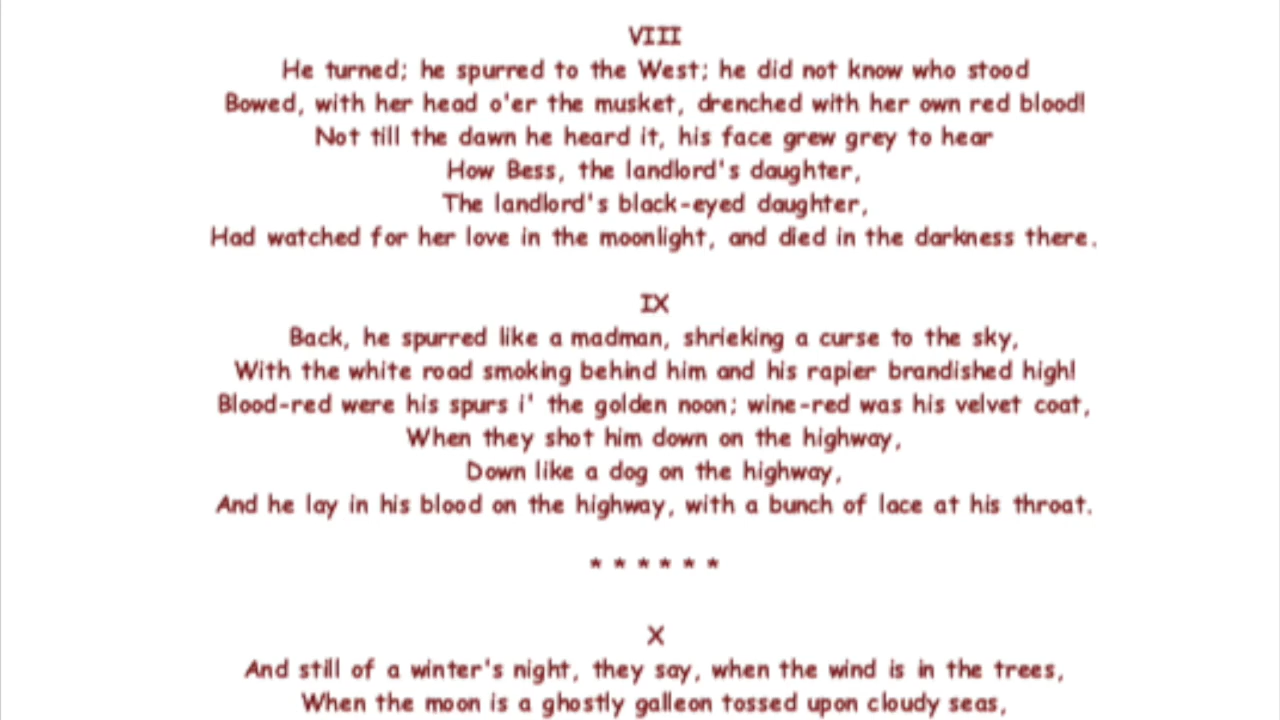 VIII
He turned; he spurred to the West; he did not know who stood
Bowed, with her head o'er the musket, drenched with her own red blood!
Not till the dawn he heard it, his face grew grey to hear
How Bess, the landlord's daughter,
The landlord's black-eyed daughter,
Had watched for her love in the moonlight, and died in the darkness there.
IX
Back, he spurred like a madman, shrieking a curse to the sky,
With the white road smoking behind him and his rapier brandished high!
Blood-red were his spurs i' the golden noon; wine-red was his velvet coat,
When they shot him down on the highway,
Down like a dog on the highway,
And he lay in his blood on the highway, with a bunch of lace at his throat.
* * * * * *
X
And still of a winter's night, they say, when the wind is in the trees,
When the moon is a ghostly galleon tossed upon cloudy seas,